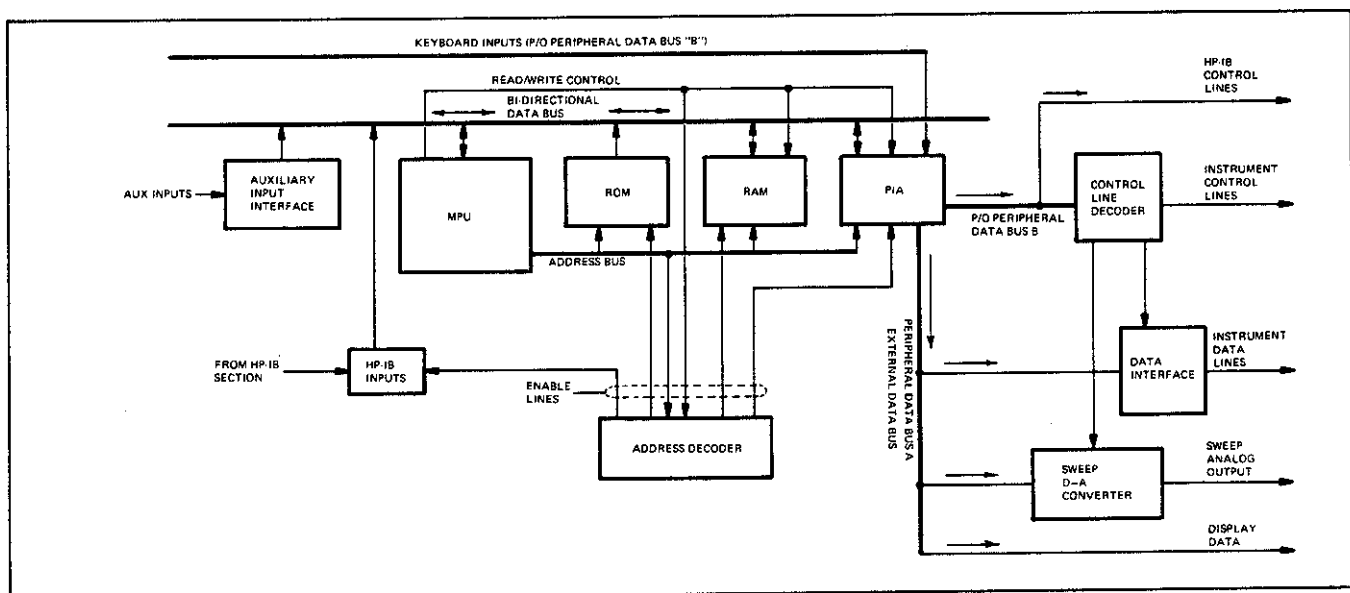 KEYBOARD INPUTS (P/O PERIPHERAL DATA BUS "B")
HP-IB
CONTROL
LINES
READ/WRITE CONTROL
BI-DIRECTIONAL
DATA BUS
AUX INPUTS
AUXILIARY
INPUT
INTERFACE
MPU
ROM
RAM
PIA
P/O PERIPHERAL
DATA BUS B
CONTROL
LINE
DECODER
INSTRUMENT
CONTROL
LINES
ADDRESS BUS
FROM HP-IB
SECTION
HP-IB
INPUTS
ENABLE
LINES
ADDRESS DECODER
PERIPHERAL DATA BUS A
EXTERNAL DATA BUS
DATA
INTERFACE
INSTRUMENT
DATA
LINES
SWEEP
D-A
CONVERTER
SWEEP
ANALOG
OUTPUT
DISPLAY
DATA